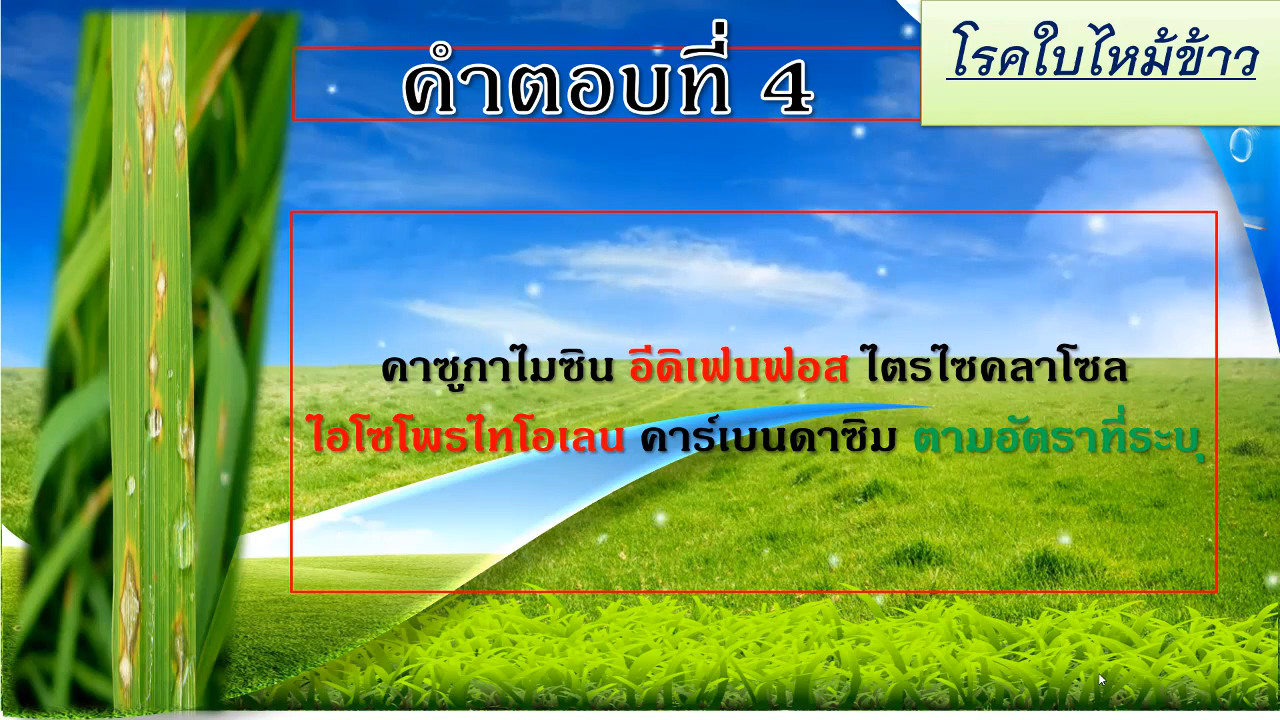 คำตอบที่ 4
โรคใบไหม้ข้าว
คาซูกาไมซิน อีดิเฟนฟอส ไตรไซคลาโซล
ไอโซโพรไทโอเลน คาร์เบนดาซิม ตามอัตราที่ระบุ